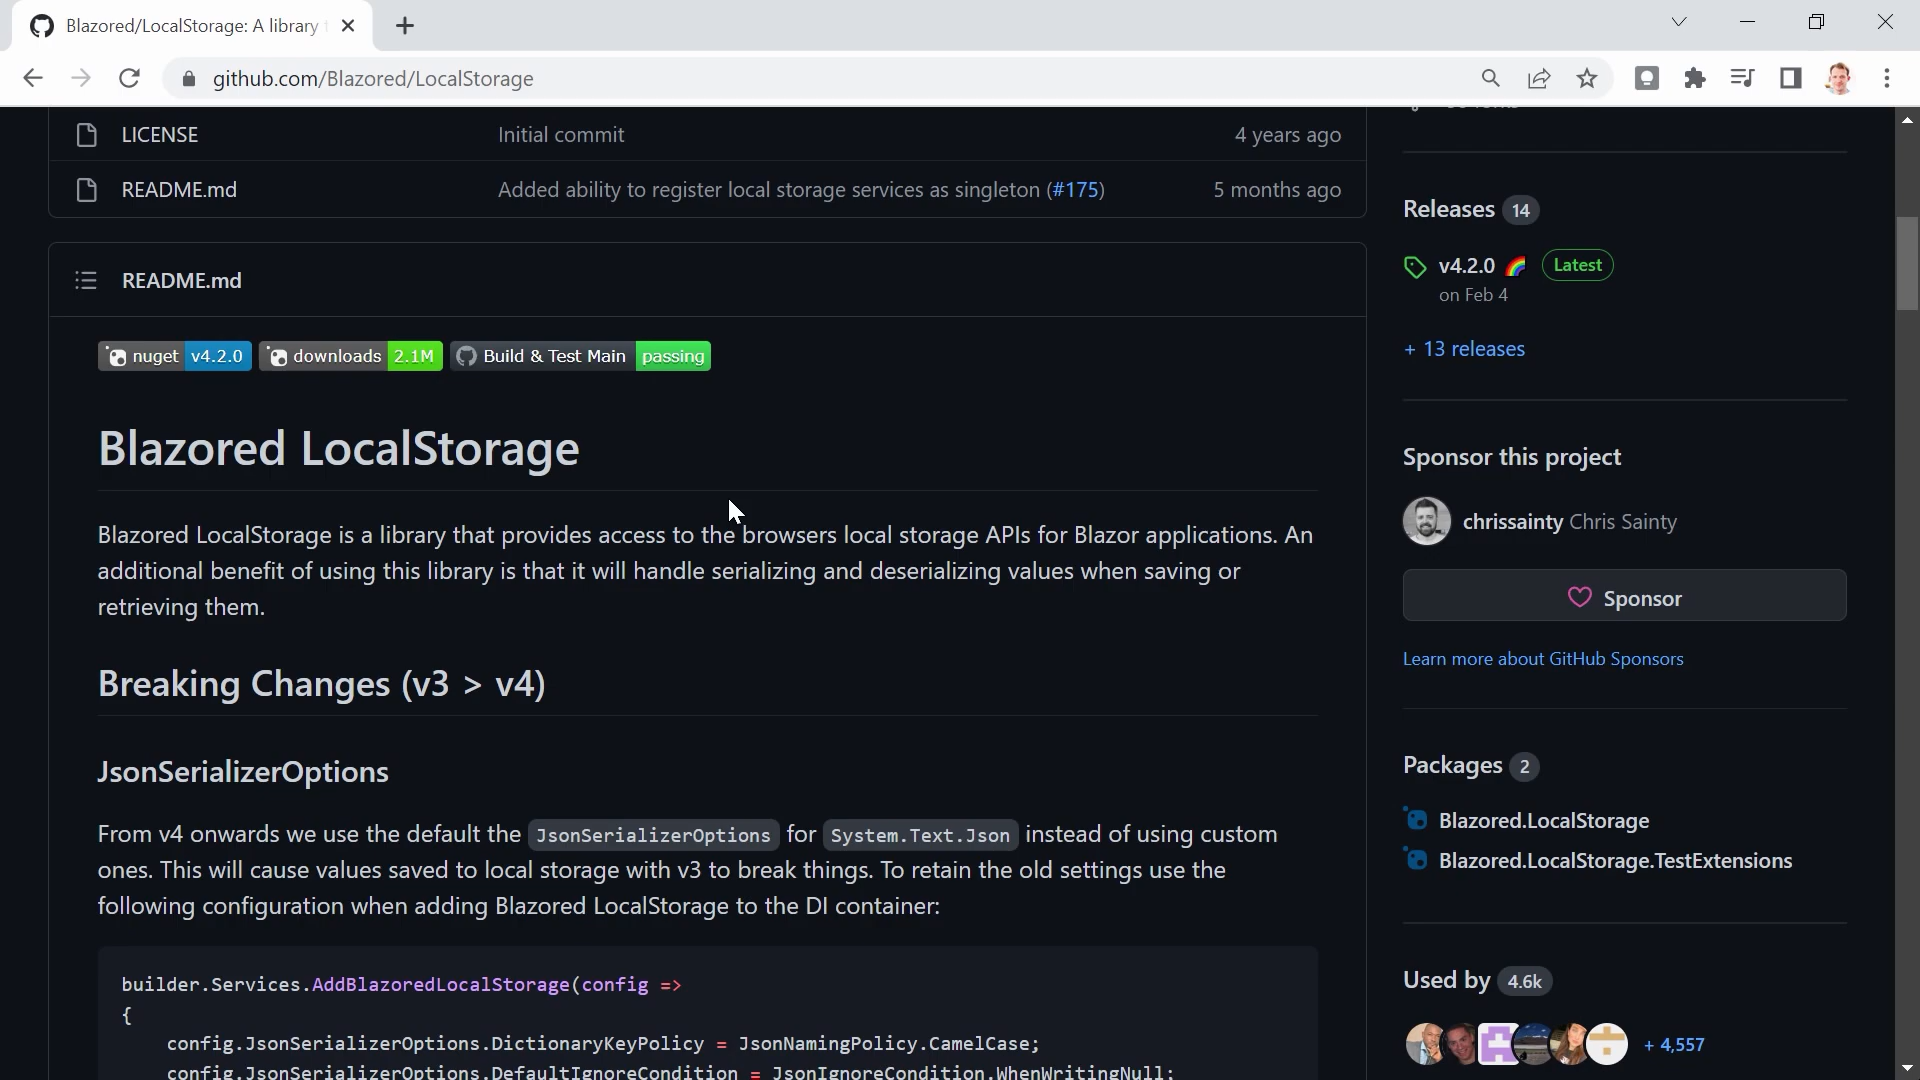 Blazored/LocalStorage: A library
github.com/Blazored/LocalStorage
LICENSE
Initial commit
4 years ago
README.md
Added ability to register local storage services as singleton (#175)
5 months ago
README.md
nuget v4.2.0
downloads 2.1M
Build & Test Main passing
Blazored LocalStorage
Blazored LocalStorage is a library that provides access to the browsers local storage APIs for Blazor applications. An
additional benefit of using this library is that it will handle serializing and deserializing values when saving or
retrieving them.
Breaking Changes (v3 > v4)
JsonSerializerOptions
From v4 onwards we use the default the JsonSerializerOptions for System.Text.Json instead of using custom
ones. This will cause values saved to local storage with v3 to break things. To retain the old settings use the
following configuration when adding Blazored LocalStorage to the DI container:
builder.Services.AddBlazoredLocalStorage(config =>
{
config.JsonSerializerOptions.DictionaryKeyPolicy = JsonNamingPolicy.CamelCase;
config.JsonSerializerOptions.DefaultIgnoreCondition = JsonIgnoreCondition.WhenWritingNull;
Releases 14
v4.2.0 🌈 Latest
on Feb 4
+ 13 releases
Sponsor this project
chrissainty Chris Sainty
Sponsor
Learn more about GitHub Sponsors
Packages 2
Blazored.LocalStorage
Blazored.LocalStorage.TestExtensions
Used by 4.6k
+ 4,557